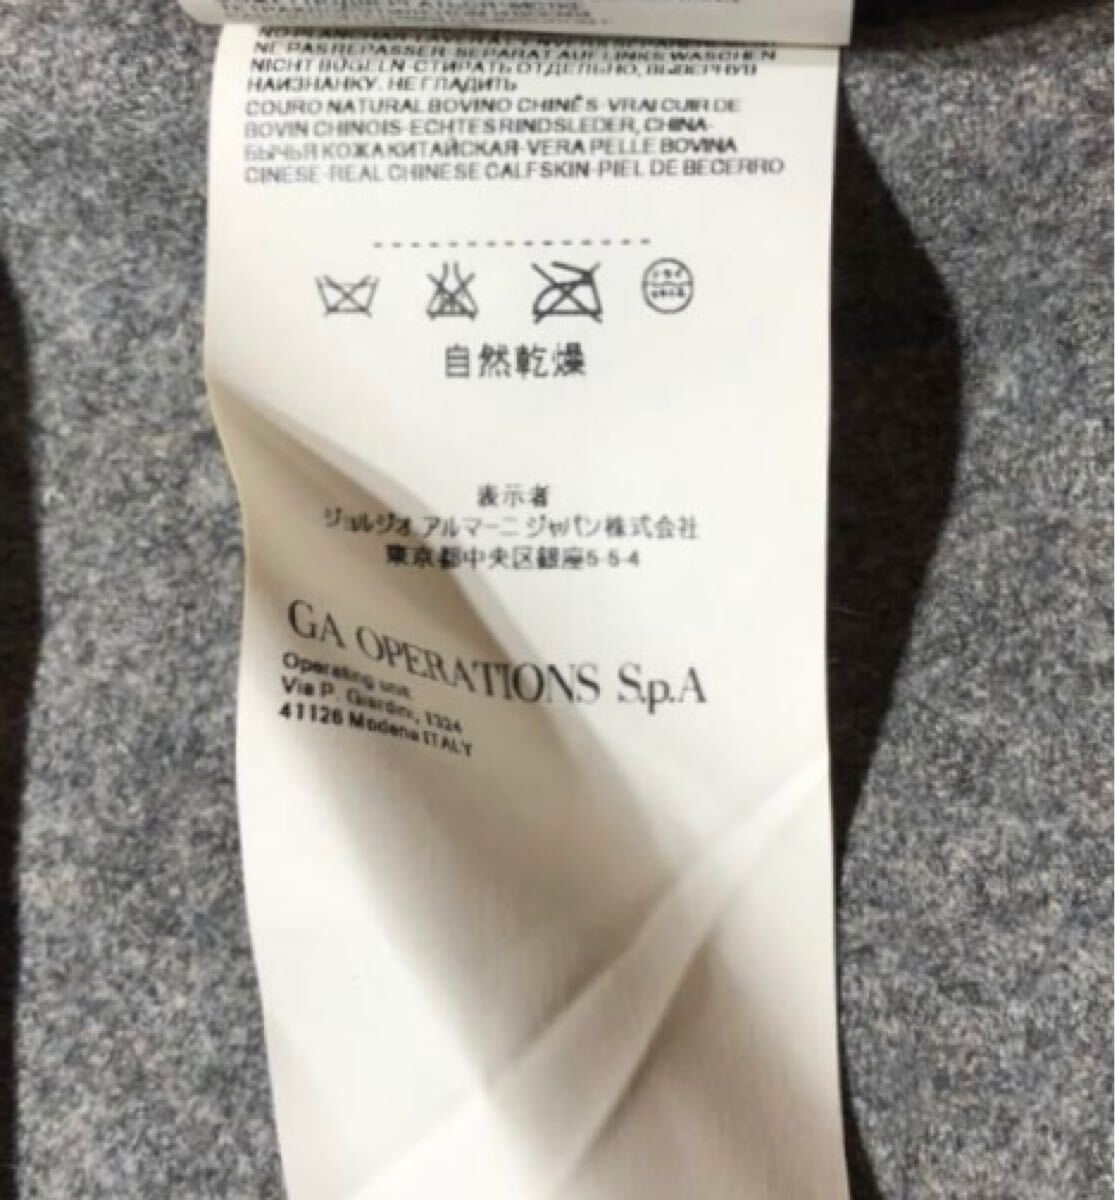 NE PAS REPASSER-SEPARAT AUF LINKS WASCHEN
NICHT BÜGELN-СТИРАТЬ ОТДЕЛЬНО, ВЫВЕРНУВ
НАИЗНАНКУ. НЕ ГЛАДИТЬ
COURO NATURAL BOVINO CHINÊS-VRAI CUIR DE
BOVIN CHINOIS-ECHTES RINDSLEDER, CHINA-
БЫЧЬЯ КОЖА КИТАЙСКАЯ-VERA PELLE BOVINA
CINESE-REAL CHINESE CALFSKIN-PIEL DE BECERRO
ドライ
自然乾燥
表示者
ジョルジオ アルマーニ ジャパン株式会社
東京都中央区銀座5-5-4
GA OPERATIONS S.p.A
Operating unit
Via P. Giardini, 1324
41126 Modena ITALY